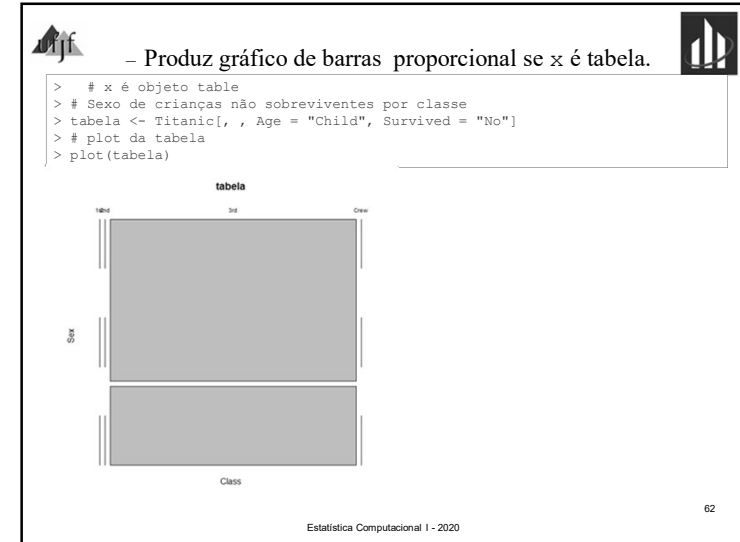 ufjf
– Produz gráfico de barras proporcional se x é tabela.
> # x é objeto table
> # Sexo de crianças não sobreviventes por classe
> tabela <- Titanic[, , Age = "Child", Survived = "No"]
> # plot da tabela
> plot(tabela)
tabela
3rd
Crew
Sex
Class
62
Estatística Computacional I - 2020